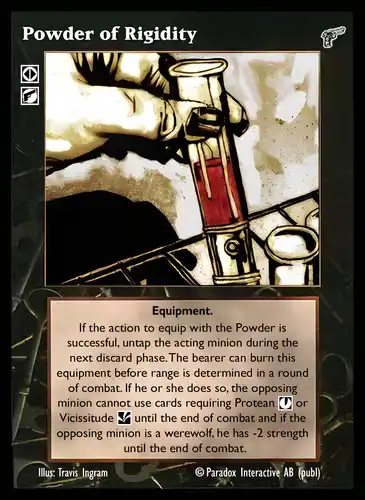 Powder of Rigidity
Equipment.
If the action to equip with the Powder is
successful, untap the acting minion during the
next discard phase. The bearer can burn this
equipment before range is determined in a round
of combat. If he or she does so, the opposing
minion cannot use cards requiring Protean or
Vicissitude until the end of combat and if the
opposing minion is a werewolf, he has -2 strength
until the end of combat.
Illus: Travis Ingram
© Paradox Interactive AB (publ)